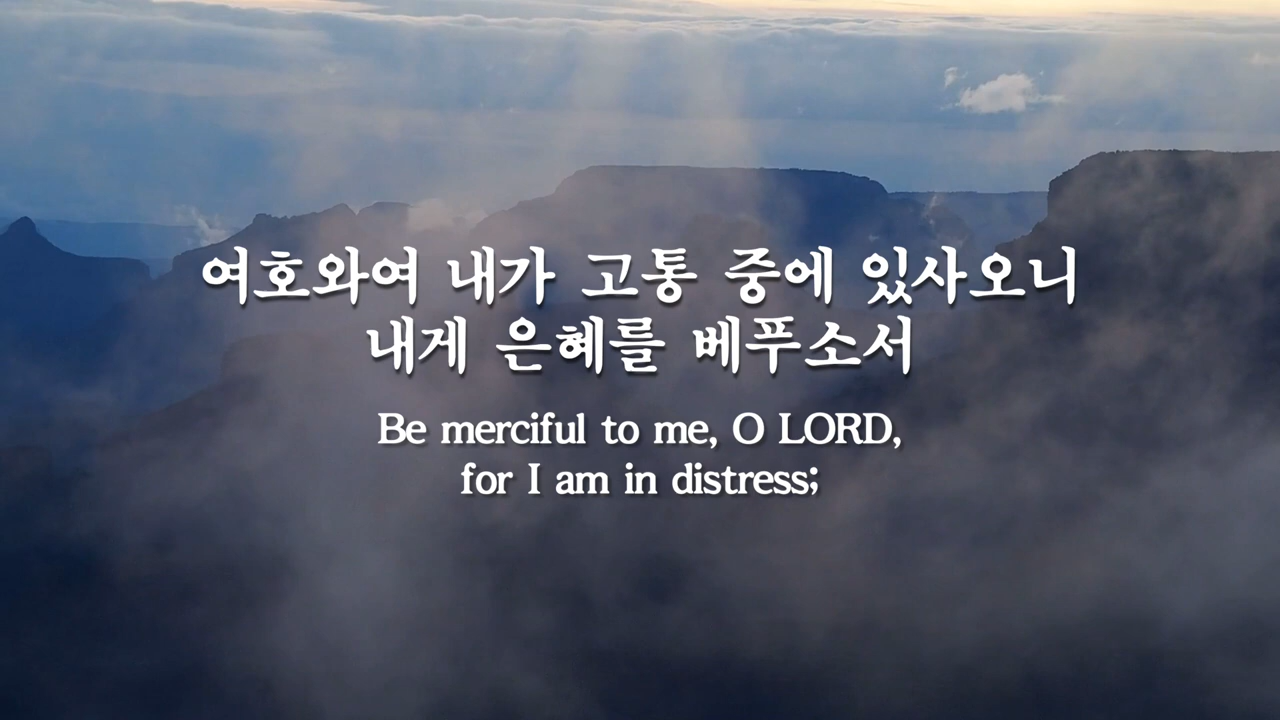 여호와여 내가 고통 중에 있사오니
내게 은혜를 베푸소서
Be merciful to me, O LORD,
for I am in distress;